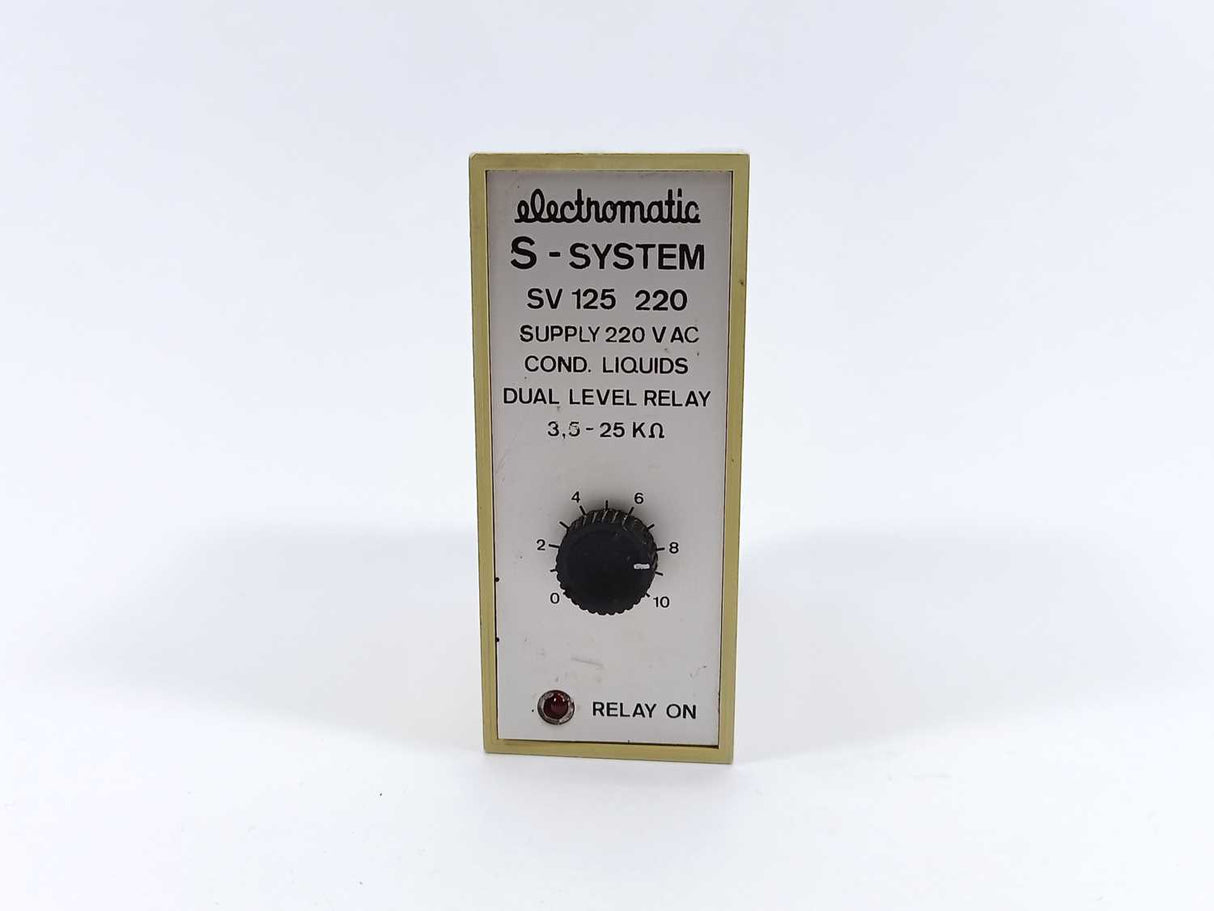 electromatic
S - SYSTEM
SV 125 220
SUPPLY 220 V AC
COND. LIQUIDS
DUAL LEVEL RELAY
3,5 - 25 KΩ
4 6
2 8
0 10
RELAY ON